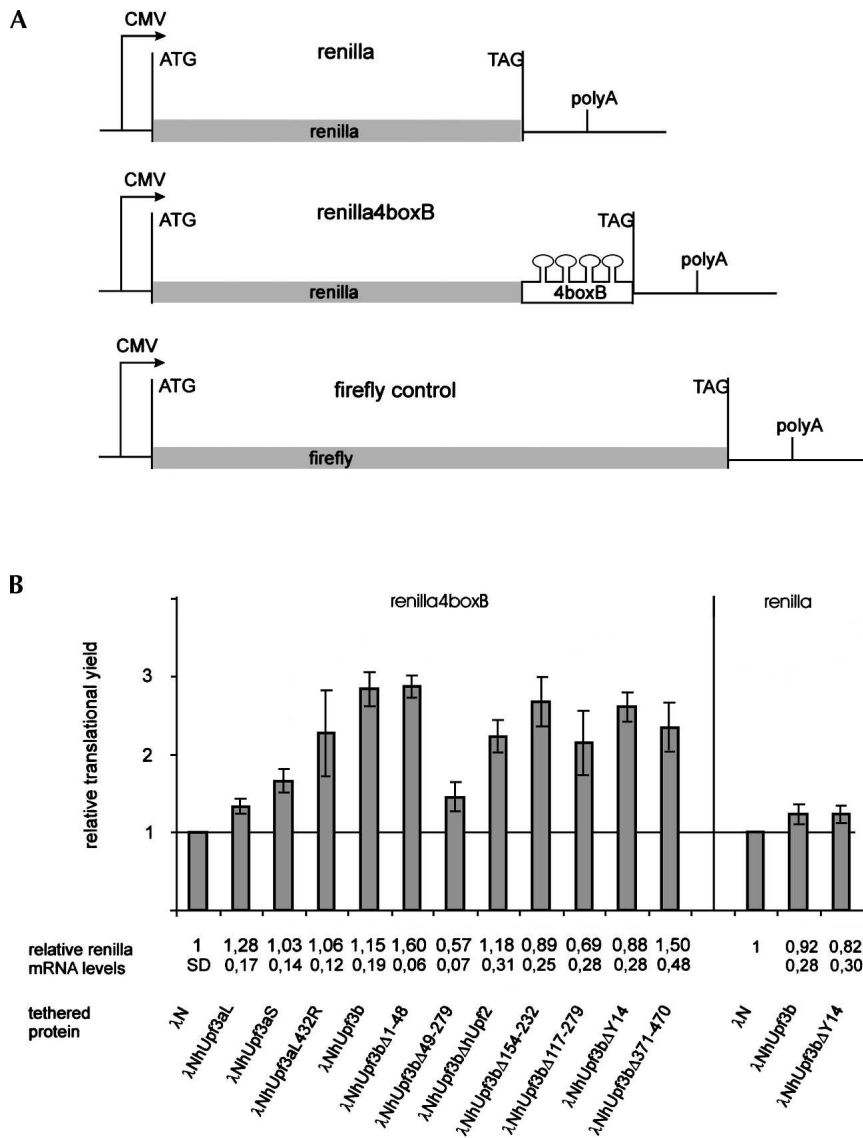 A
CMV
ATG
renilla
TAG
polyA
renilla
CMV
ATG
renilla4boxB
TAG
polyA
renilla
4boxB
CMV
ATG
firefly control
TAG
polyA
firefly
B
renilla4boxB
renilla
relative translational yield
3
2
1
relative renilla 1 1,28 1,03 1,06 1,15 1,60 0,57 1,18 0,89 0,69 0,88 1,50 1 0,92 0,82
mRNA levels SD 0,17 0,14 0,12 0,19 0,06 0,07 0,31 0,25 0,28 0,28 0,48 0,28 0,30
tethered
protein
λN
λNhUpf3aL
λNhUpf3aS
λNhUpf3aL432R
λNhUpf3b
λNhUpf3bΔ1-48
λNhUpf3bΔ49-279
λNhUpf3bΔhUpf2
λNhUpf3bΔ154-232
λNhUpf3bΔ117-279
λNhUpf3bΔY14
λNhUpf3bΔ371-470
λN
λNhUpf3b
λNhUpf3bΔY14